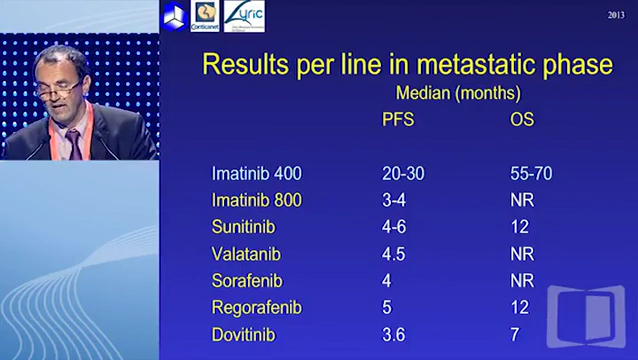 Conticanet
Lyric
2013
Results per line in metastatic phase
Median (months)
PFS OS
Imatinib 400 20-30 55-70
Imatinib 800 3-4 NR
Sunitinib 4-6 12
Valatanib 4.5 NR
Sorafenib 4 NR
Regorafenib 5 12
Dovitinib 3.6 7